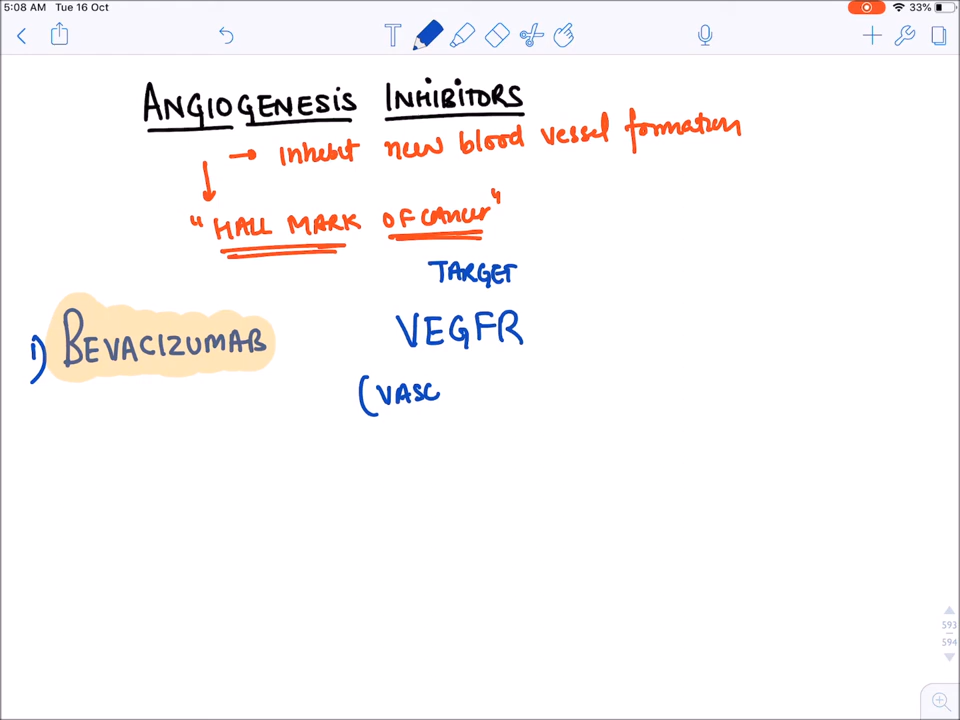 5:08 AM Tue 16 Oct
33%
T
ANGIOGENESIS INHIBITORS
→ Inhibit new blood vessel formation
↓
"HALL MARK OF cancer"
TARGET
1) BEVACIZUMAB
VEGFR
(VASC
593
594